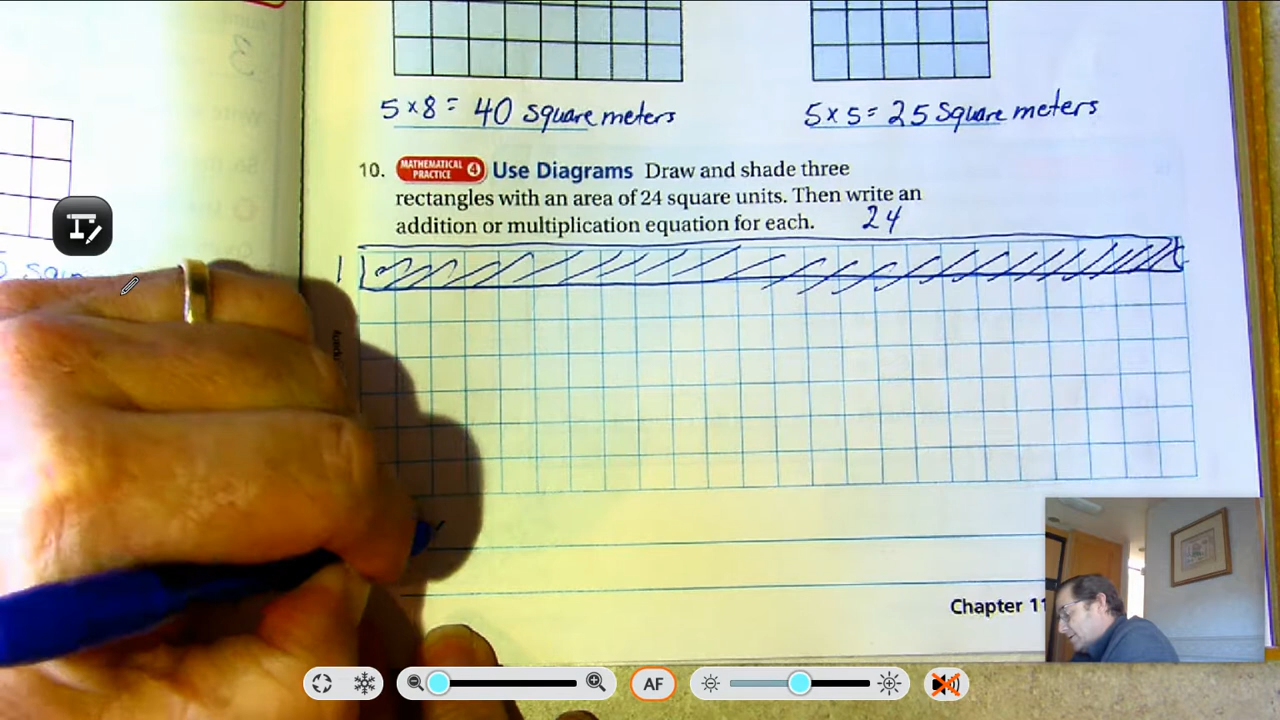 3
5 × 8 = 40 square meters
5 × 5 = 25 square meters
10. MATHEMATICAL PRACTICE 4 Use Diagrams Draw and shade three
rectangles with an area of 24 square units. Then write an
addition or multiplication equation for each.
24
1
Chapter 11
AF